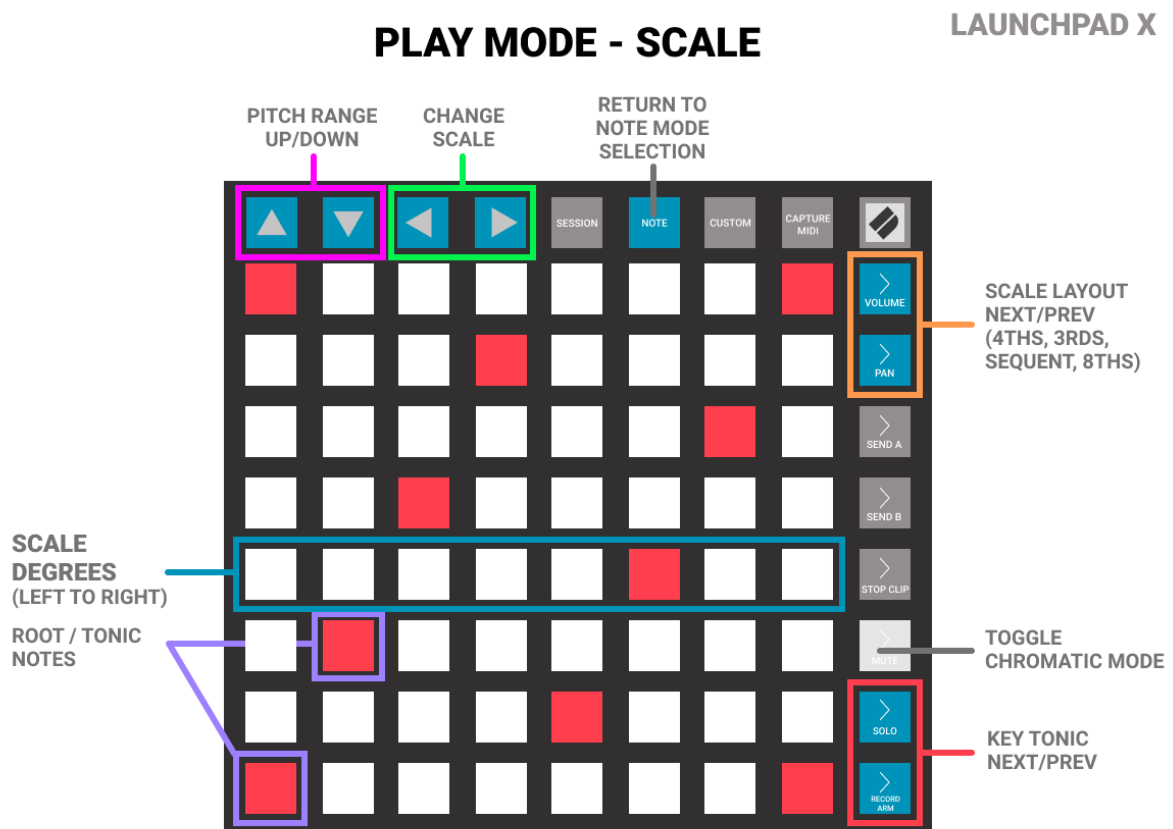 LAUNCHPAD X
PLAY MODE - SCALE
PITCH RANGE
UP/DOWN
CHANGE
SCALE
RETURN TO
NOTE MODE
SELECTION
SESSION
NOTE
CUSTOM
CAPTURE
MIDI
VOLUME
PAN
SEND A
SEND B
STOP CLIP
MUTE
SOLO
RECORD
ARM
SCALE LAYOUT
NEXT/PREV
(4THS, 3RDS,
SEQUENT, 8THS)
SCALE
DEGREES
(LEFT TO RIGHT)
ROOT / TONIC
NOTES
TOGGLE
CHROMATIC MODE
KEY TONIC
NEXT/PREV